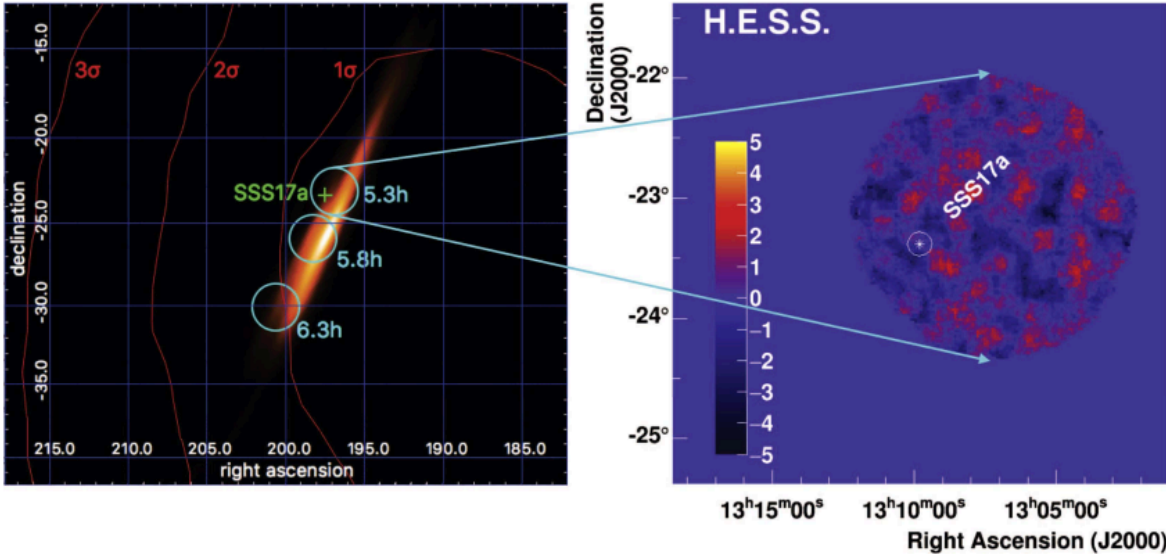 -15.0
-20.0
-25.0
-30.0
-35.0
declination
3σ
2σ
1σ
SSS17a
5.3h
5.8h
6.3h
215.0 210.0 205.0 200.0 195.0 190.0 185.0
right ascension
H.E.S.S.
Declination
(J2000)
-22°
-23°
-24°
-25°
5
4
3
2
1
0
−1
−2
−3
−4
−5
SSS17a
13ʰ15ᵐ00ˢ 13ʰ10ᵐ00ˢ 13ʰ05ᵐ00ˢ
Right Ascension (J2000)